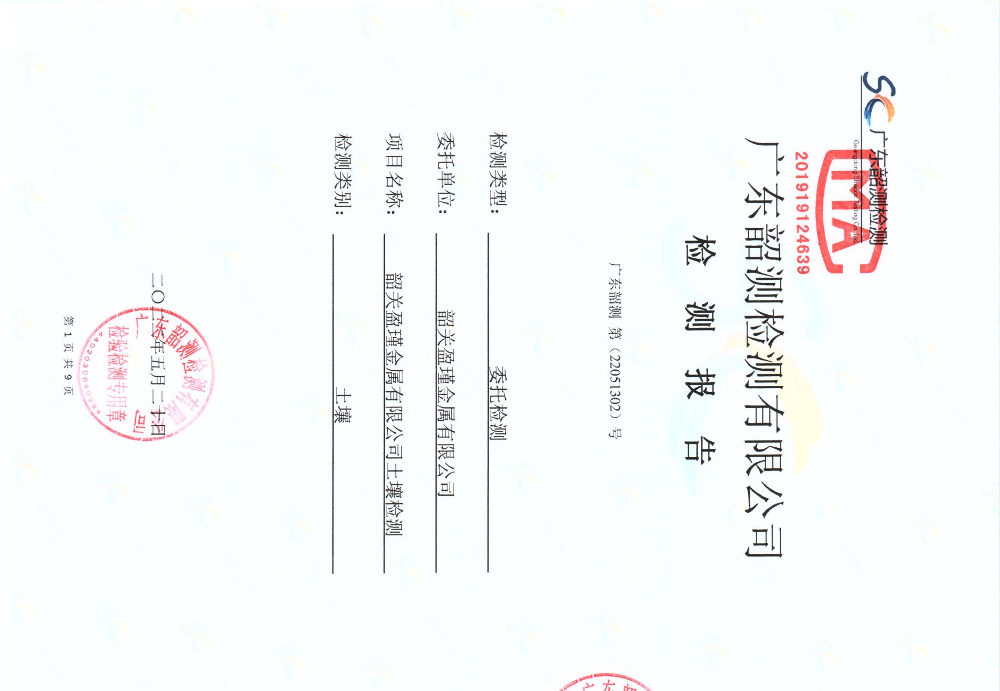 广东韶测检测
Guangdong Shaoce Testing Co.,Ltd
MA
201919124639
广东韶测检测有限公司
检测报告
广东韶测 第（22051302）号
检测类型： 委托检测
委托单位： 韶关盈瑾金属有限公司
项目名称： 韶关盈瑾金属有限公司土壤检测
检测类别： 土壤
二〇二二年五月二十日
广东韶测检测有限公司
检验检测专用章
第 1 页 共 9 页
广东韶